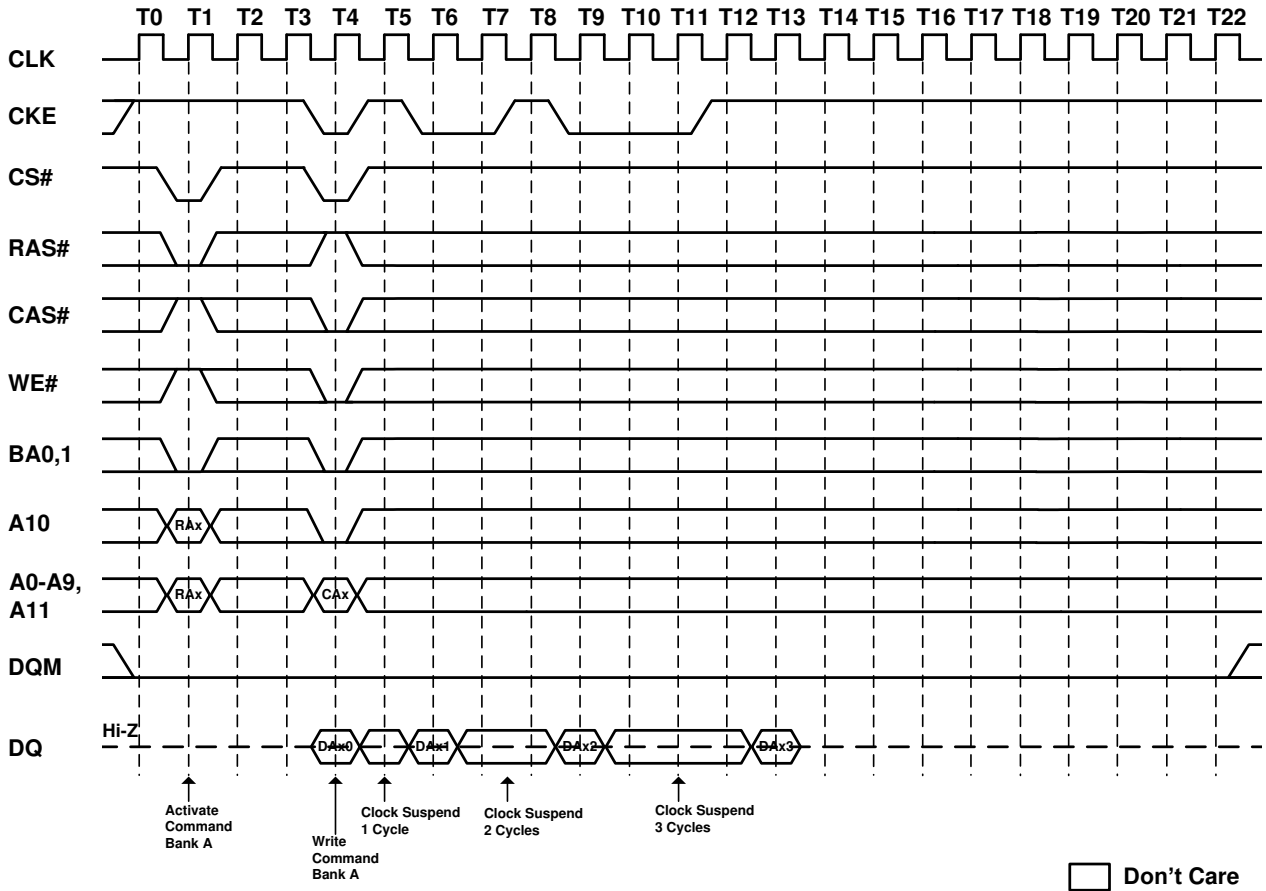 T0 T1 T2 T3 T4 T5 T6 T7 T8 T9 T10 T11 T12 T13 T14 T15 T16 T17 T18 T19 T20 T21 T22
CLK
CKE
CS#
RAS#
CAS#
WE#
BA0,1
A10
RAx
A0-A9,
A11
RAx
CAx
DQM
Hi-Z
DQ
DAx0
DAx1
DAx2
DAx3
Activate
Command
Bank A
Write
Command
Bank A
Clock Suspend
1 Cycle
Clock Suspend
2 Cycles
Clock Suspend
3 Cycles
Don't Care